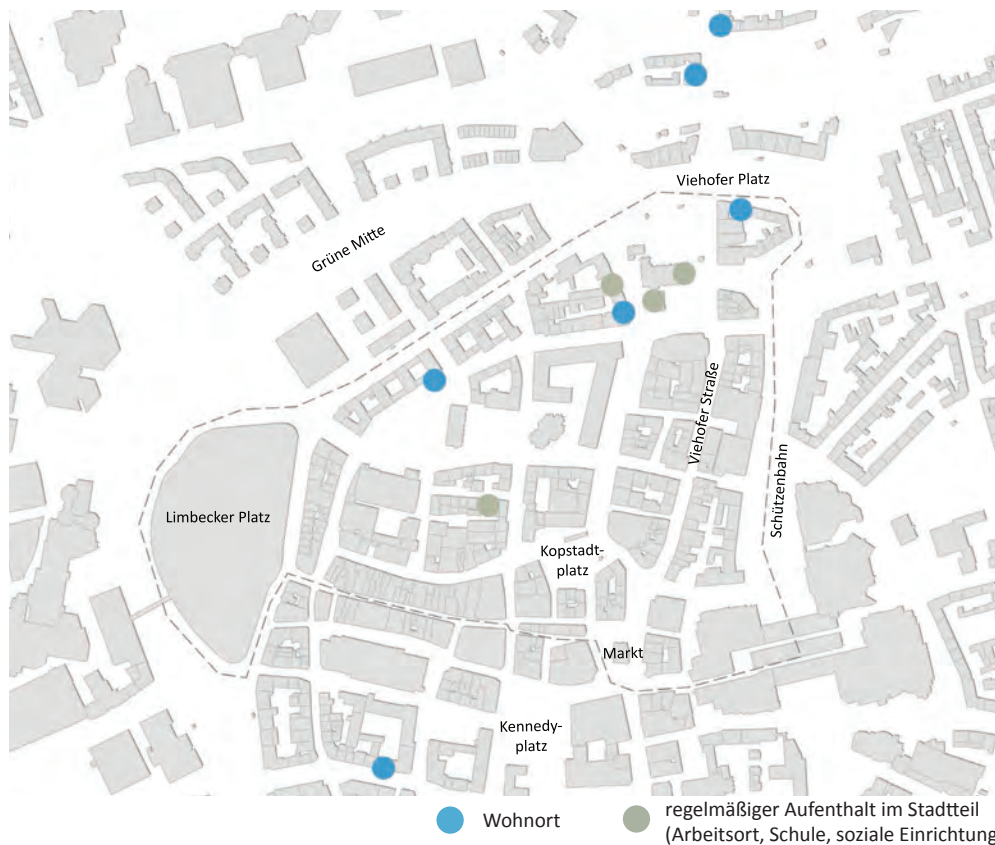 Viehofer Platz
Grüne Mitte
Viehofer Straße
Schützenbahn
Limbecker Platz
Kopstadt-
platz
Markt
Kennedy-
platz
Wohnort
regelmäßiger Aufenthalt im Stadtteil
(Arbeitsort, Schule, soziale Einrichtung